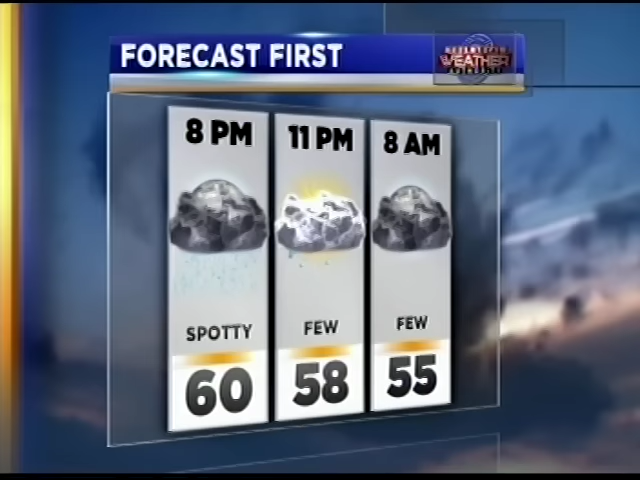 FORECAST FIRST
WEATHER
8 PM
11 PM
8 AM
SPOTTY
FEW
FEW
60
58
55